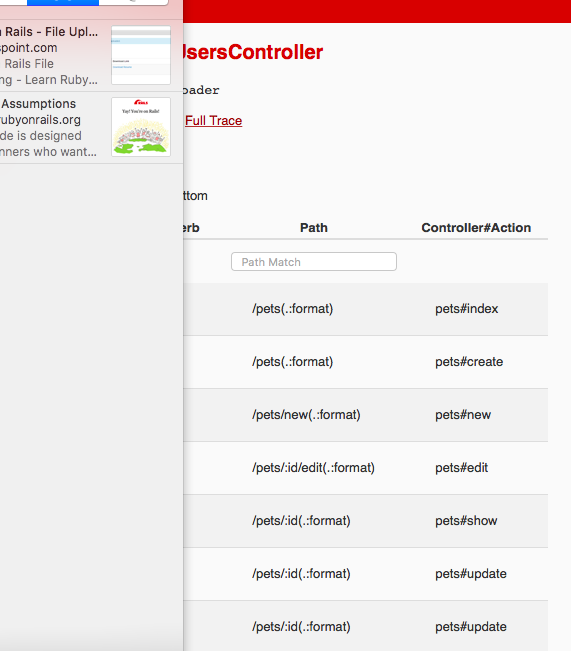 Rails - File Upl...
spoint.com
Rails File
ng - Learn Ruby...
Assumptions
rubyonrails.org
de is designed
nners who want...
Yay! You're on Rails!
UsersController
oader
Full Trace
ttom
erb Path Controller#Action
Path Match
/pets(.:format) pets#index
/pets(.:format) pets#create
/pets/new(.:format) pets#new
/pets/:id/edit(.:format) pets#edit
/pets/:id(.:format) pets#show
/pets/:id(.:format) pets#update
/pets/:id(.:format) pets#update